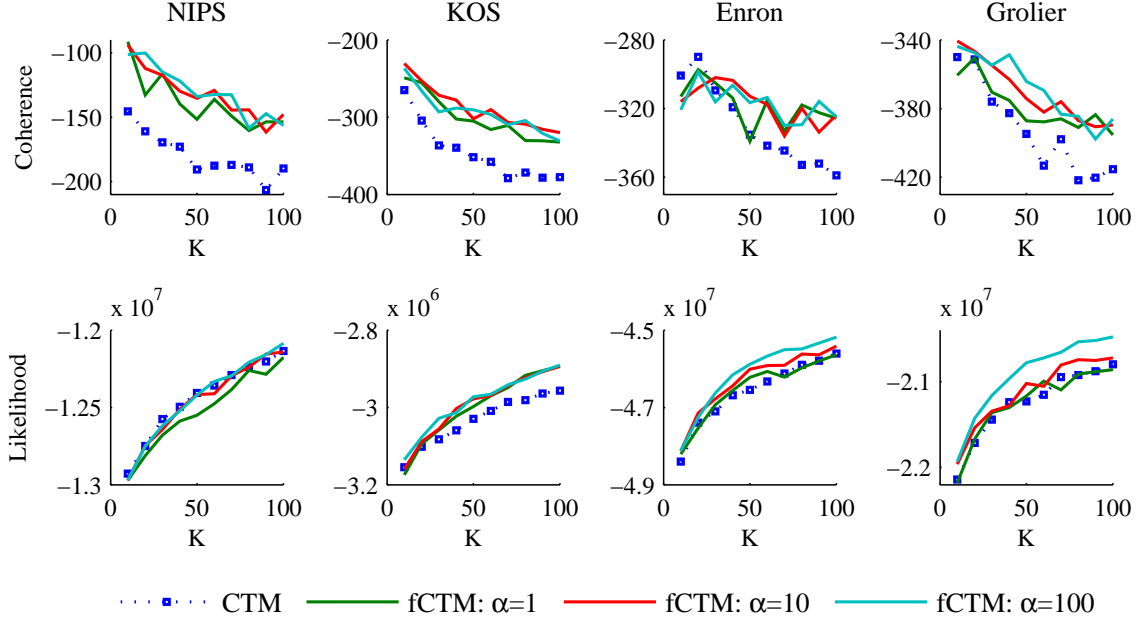 NIPS
KOS
Enron
Grolier
Coherence
−100
−150
−200
0
50
100
K
−200
−300
−400
0
50
100
K
−280
−320
−360
0
50
100
K
−340
−380
−420
0
50
100
K
Likelihood
x 10^7
−1.2
−1.25
−1.3
0
50
100
K
x 10^6
−2.8
−3
−3.2
0
50
100
K
x 10^7
−4.5
−4.7
−4.9
0
50
100
K
x 10^7
−2.1
−2.2
0
50
100
K
CTM
fCTM: α=1
fCTM: α=10
fCTM: α=100